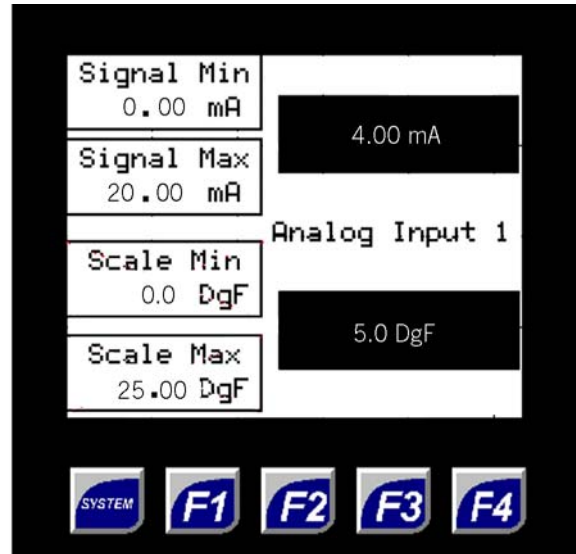 Signal Min
0.00 mA
Signal Max
20.00 mA
Scale Min
0.0 DgF
Scale Max
25.00 DgF
4.00 mA
Analog Input 1
5.0 DgF
SYSTEM
F1
F2
F3
F4